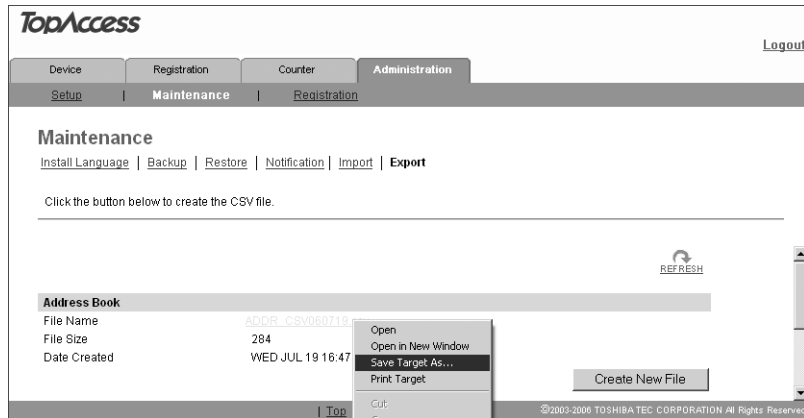 TopAccess
Logout
Device Registration Counter Administration
Setup | Maintenance | Registration
Maintenance
Install Language | Backup | Restore | Notification | Import | Export
Click the button below to create the CSV file.
REFRESH
Address Book
File Name ADDR_CSV060719
File Size 284
Date Created WED JUL 19 16:47
Open
Open in New Window
Save Target As...
Print Target
Cut
Create New File
| Top
©2003-2006 TOSHIBA TEC CORPORATION All Rights Reserved